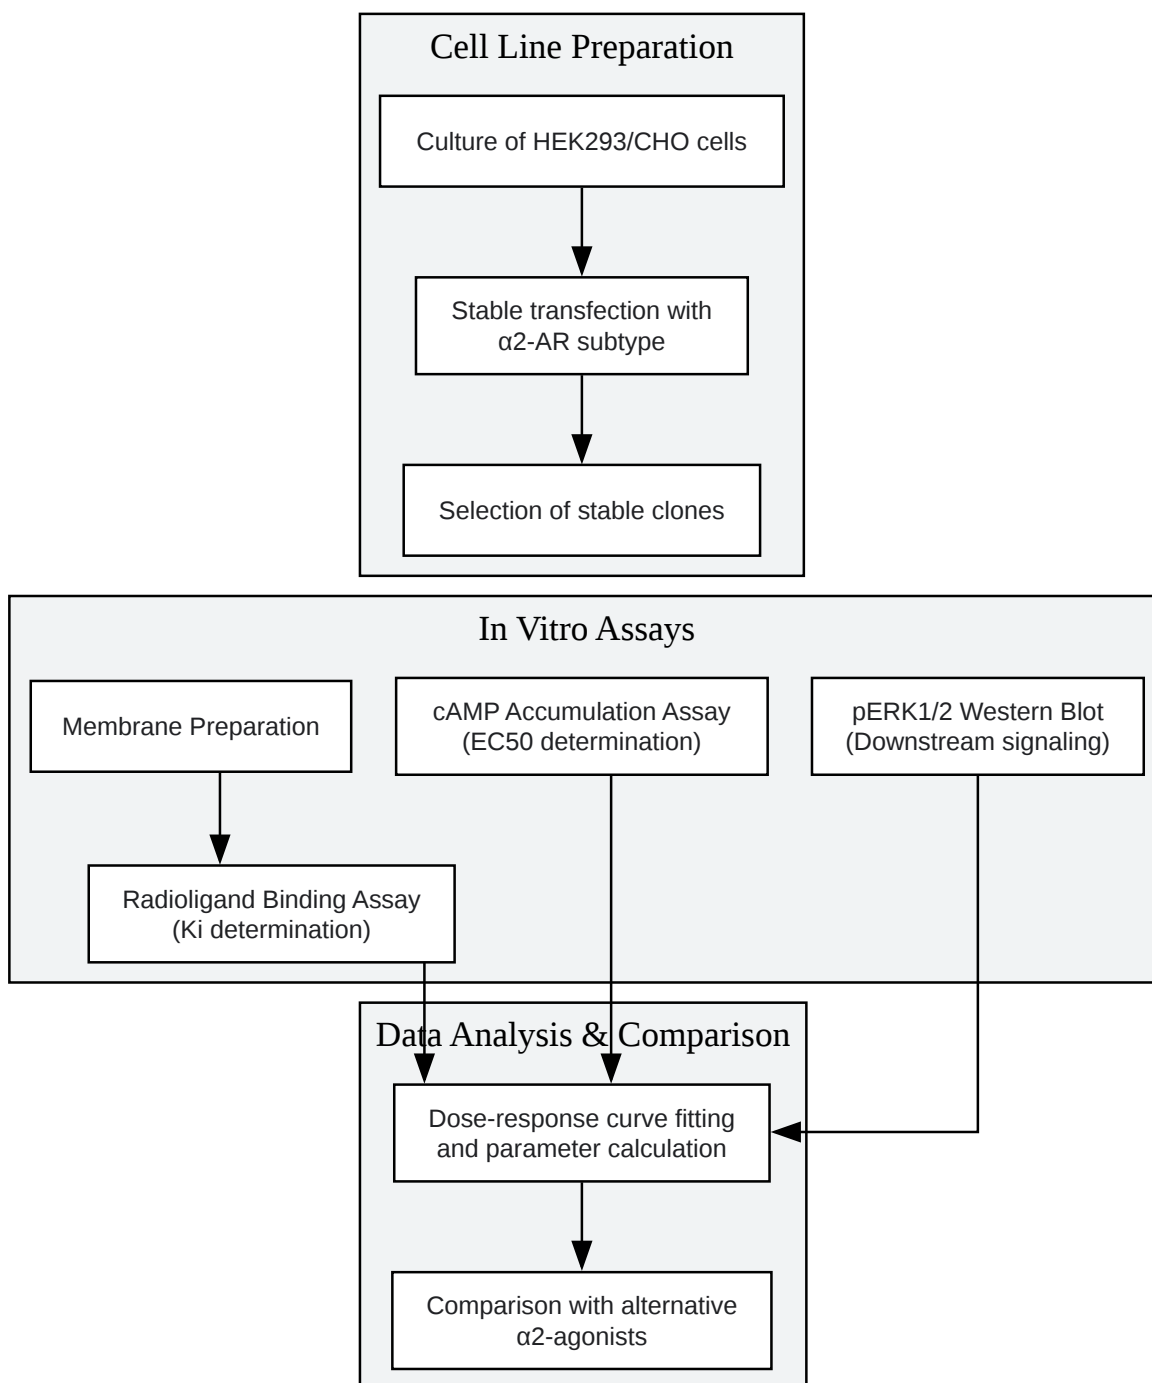 Cell Line Preparation
Culture of HEK293/CHO cells
Stable transfection with
α2-AR subtype
Selection of stable clones
In Vitro Assays
Membrane Preparation
cAMP Accumulation Assay
(EC50 determination)
pERK1/2 Western Blot
(Downstream signaling)
Radioligand Binding Assay
(Ki determination)
Data Analysis & Comparison
Dose-response curve fitting
and parameter calculation
Comparison with alternative
α2-agonists